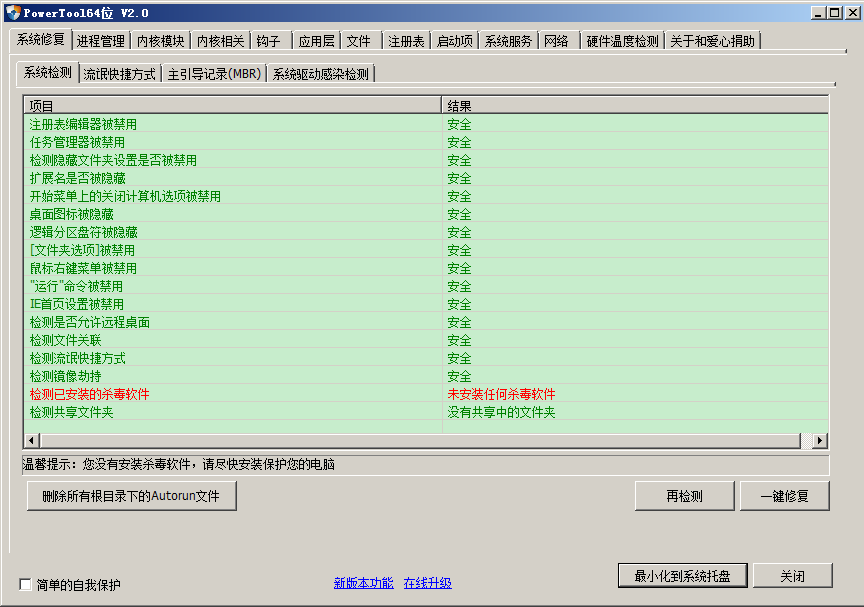 PowerTool64位 V2.0
系统修复 进程管理 内核模块 内核相关 钩子 应用层 文件 注册表 启动项 系统服务 网络 硬件温度检测 关于和爱心捐助
系统检测 流氓快捷方式 主引导记录(MBR) 系统驱动感染检测
项目 结果
注册表编辑器被禁用 安全
任务管理器被禁用 安全
检测隐藏文件夹设置是否被禁用 安全
扩展名是否被隐藏 安全
开始菜单上的关闭计算机选项被禁用 安全
桌面图标被隐藏 安全
逻辑分区盘符被隐藏 安全
[文件夹选项]被禁用 安全
鼠标右键菜单被禁用 安全
"运行"命令被禁用 安全
IE首页设置被禁用 安全
检测是否允许远程桌面 安全
检测文件关联 安全
检测流氓快捷方式 安全
检测镜像劫持 安全
检测已安装的杀毒软件 未安装任何杀毒软件
检测共享文件夹 没有共享中的文件夹
温馨提示：您没有安装杀毒软件，请尽快安装保护您的电脑
删除所有根目录下的Autorun文件 再检测 一键修复
简单的自我保护 新版本功能 在线升级 最小化到系统托盘 关闭